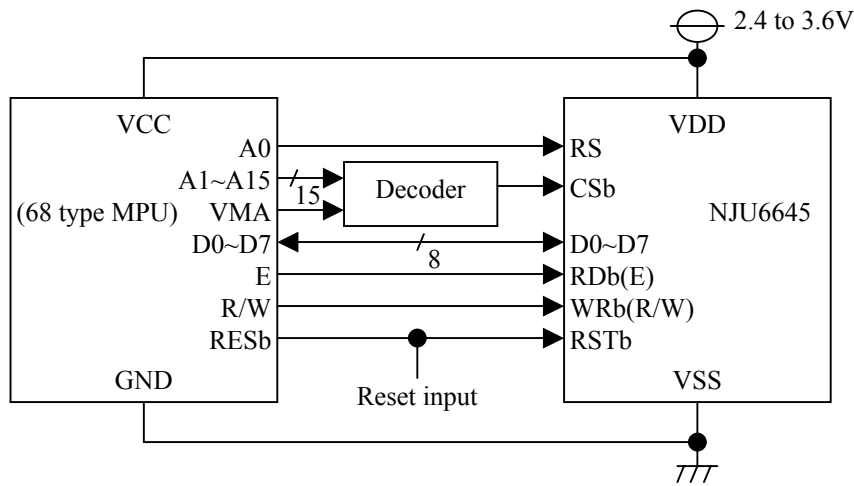 2.4 to 3.6V
VCC
VDD
A0
RS
A1~A15
15
Decoder
CSb
(68 type MPU)
VMA
NJU6645
D0~D7
8
D0~D7
E
RDb(E)
R/W
WRb(R/W)
RESb
RSTb
GND
Reset input
VSS